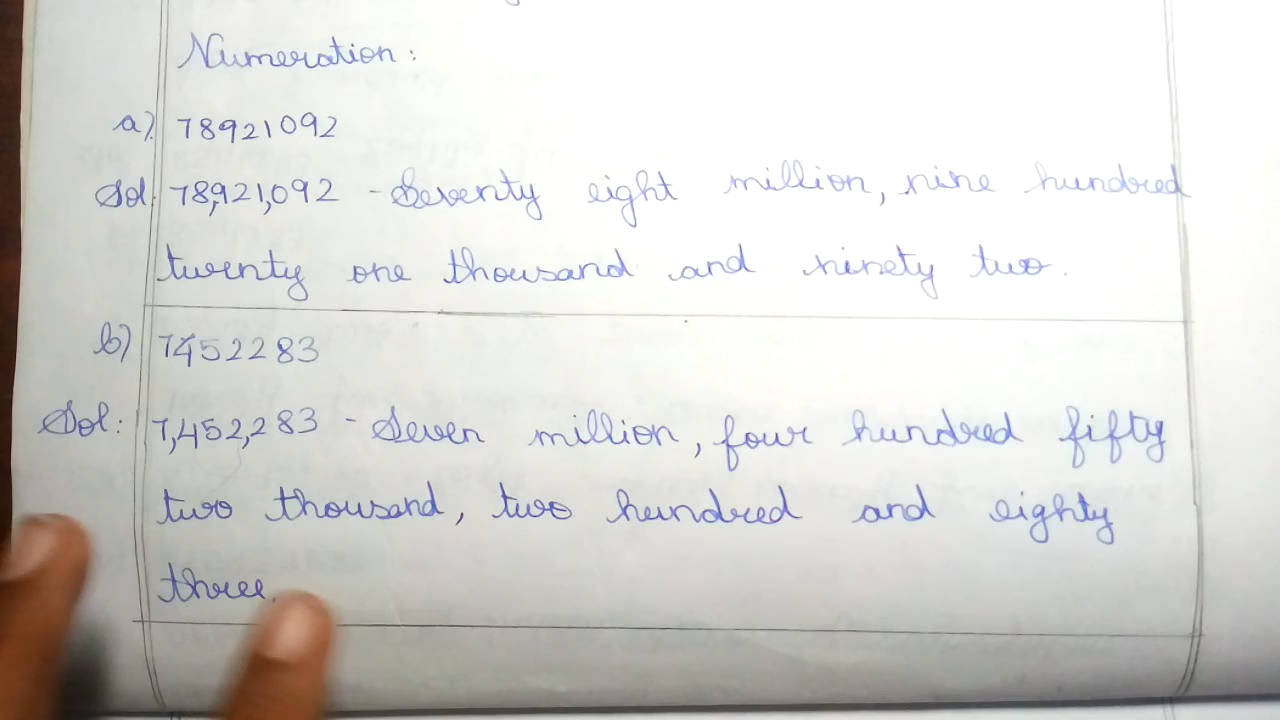 Numeration:
a) 78921092
Sol. 78,921,092 - Seventy eight million, nine hundred
twenty one thousand and ninety two.
b) 7452283
Sol: 7,452,283 - Seven million, four hundred fifty
two thousand, two hundred and eighty
three.